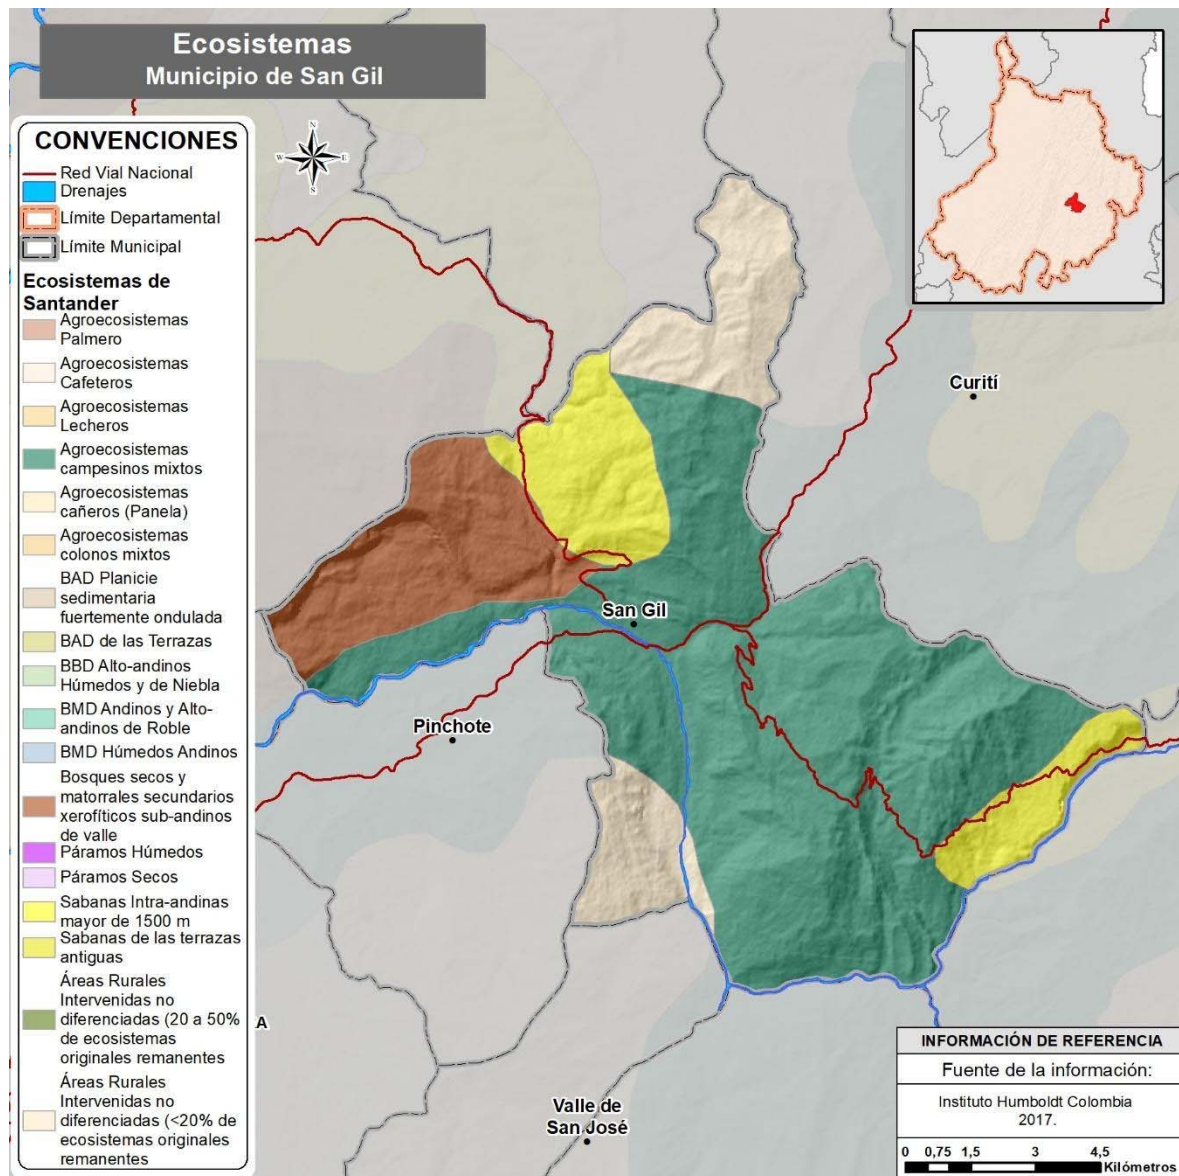 Ecosistemas
Municipio de San Gil
CONVENCIONES
Red Vial Nacional
Drenajes
Límite Departamental
Límite Municipal
Ecosistemas de
Santander
Agroecosistemas
Palmero
Agroecosistemas
Cafeteros
Agroecosistemas
Lecheros
Agroecosistemas
campesinos mixtos
Agroecosistemas
cañeros (Panela)
Agroecosistemas
colonos mixtos
BAD Planicie
sedimentaria
fuertemente ondulada
BAD de las Terrazas
BBD Alto-andinos
Húmedos y de Niebla
BMD Andinos y Alto-
andinos de Roble
BMD Húmedos Andinos
Bosques secos y
matorrales secundarios
xerofíticos sub-andinos
de valle
Páramos Húmedos
Páramos Secos
Sabanas Intra-andinas
mayor de 1500 m
Sabanas de las terrazas
antiguas
Áreas Rurales
Intervenidas no
diferenciadas (20 a 50%
de ecosistemas
originales remanentes
Áreas Rurales
Intervenidas no
diferenciadas (<20% de
ecosistemas originales
remanentes
N
W E
S
Curití
San Gil
Pinchote
A
Valle de
San José
INFORMACIÓN DE REFERENCIA
Fuente de la información:
Instituto Humboldt Colombia
2017.
0 0,75 1,5 3 4,5
Kilómetros